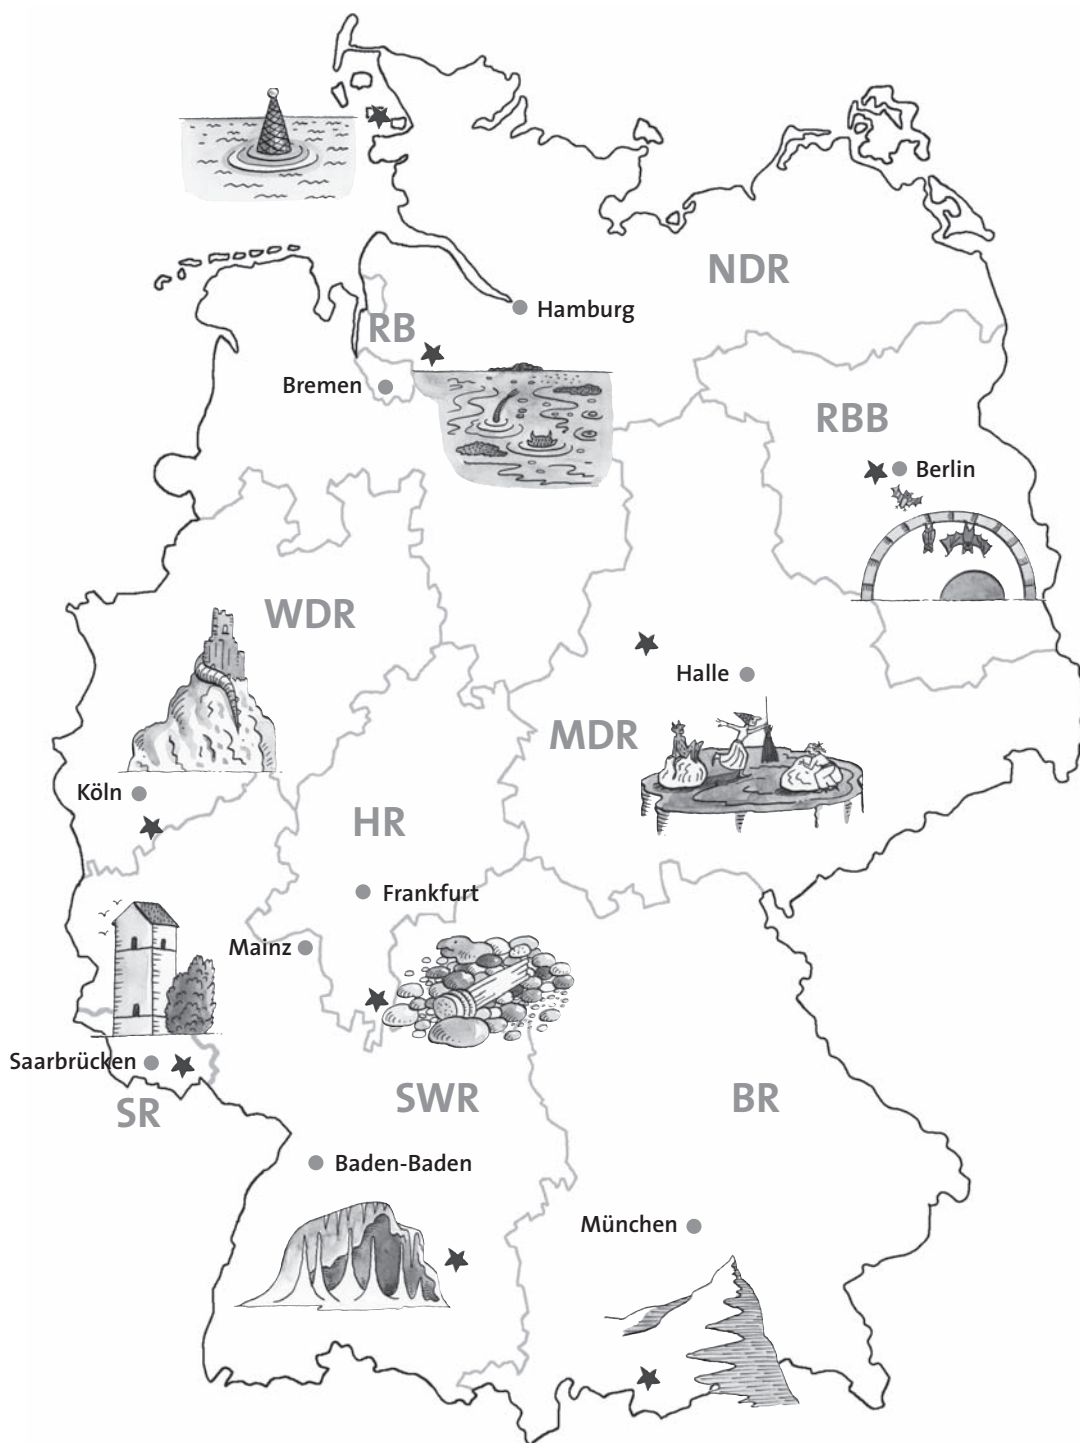 NDR
Hamburg
RB
Bremen
RBB
Berlin
WDR
Halle
MDR
Köln
HR
Frankfurt
Mainz
Saarbrücken
SR
SWR
BR
Baden-Baden
München